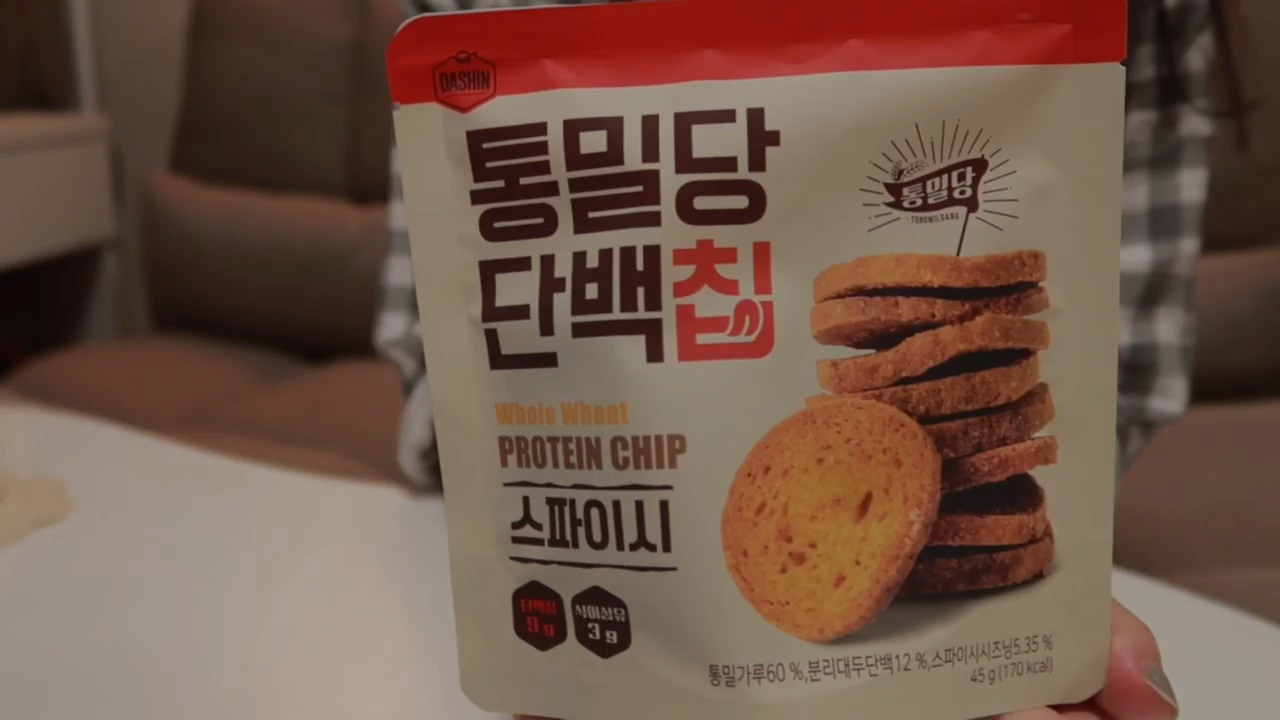 DASHIN
통밀당
단백칩
통밀당
TONGMILDANG
Whole Wheat
PROTEIN CHIP
스파이시
단백질
9 g
식이섬유
3 g
통밀가루60 %,분리대두단백12 %,스파이시시즈닝5.35 %
45 g (170 kcal)